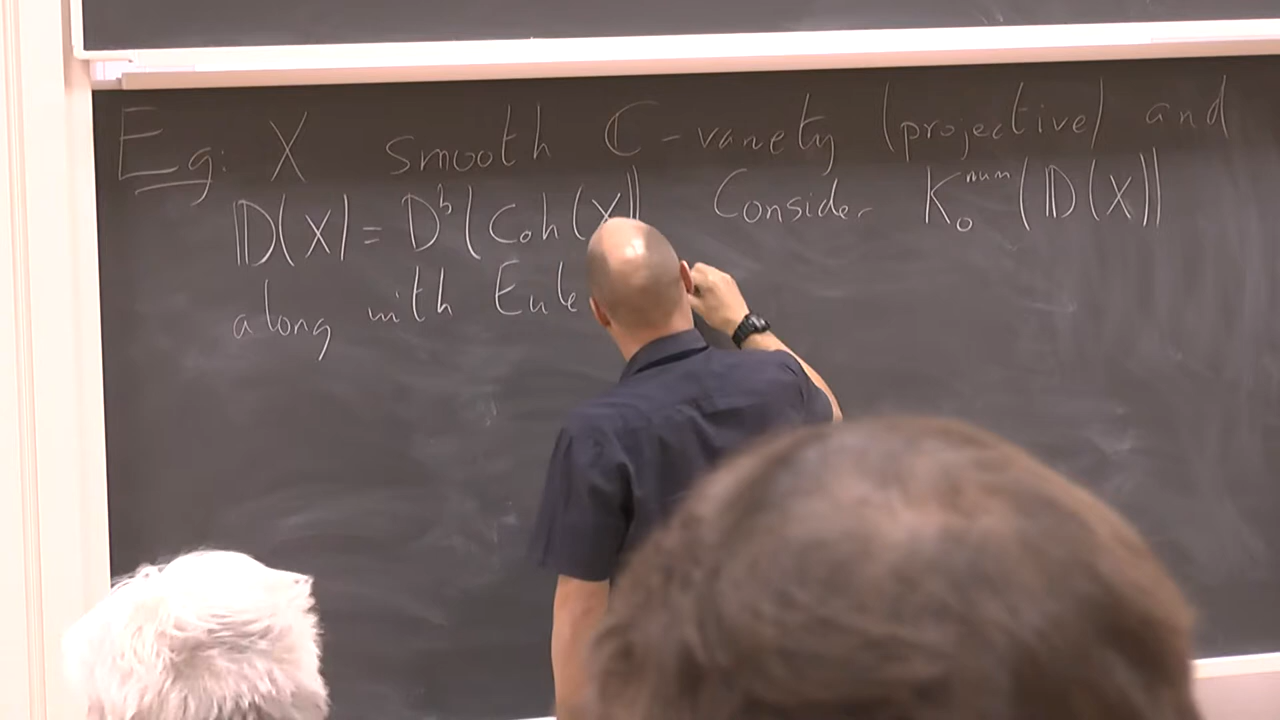 Eg: X smooth ℂ-variety (projective) and
𝔻(X) = D^b(Coh(X)) Consider K_0^num(𝔻(X))
along with Eule